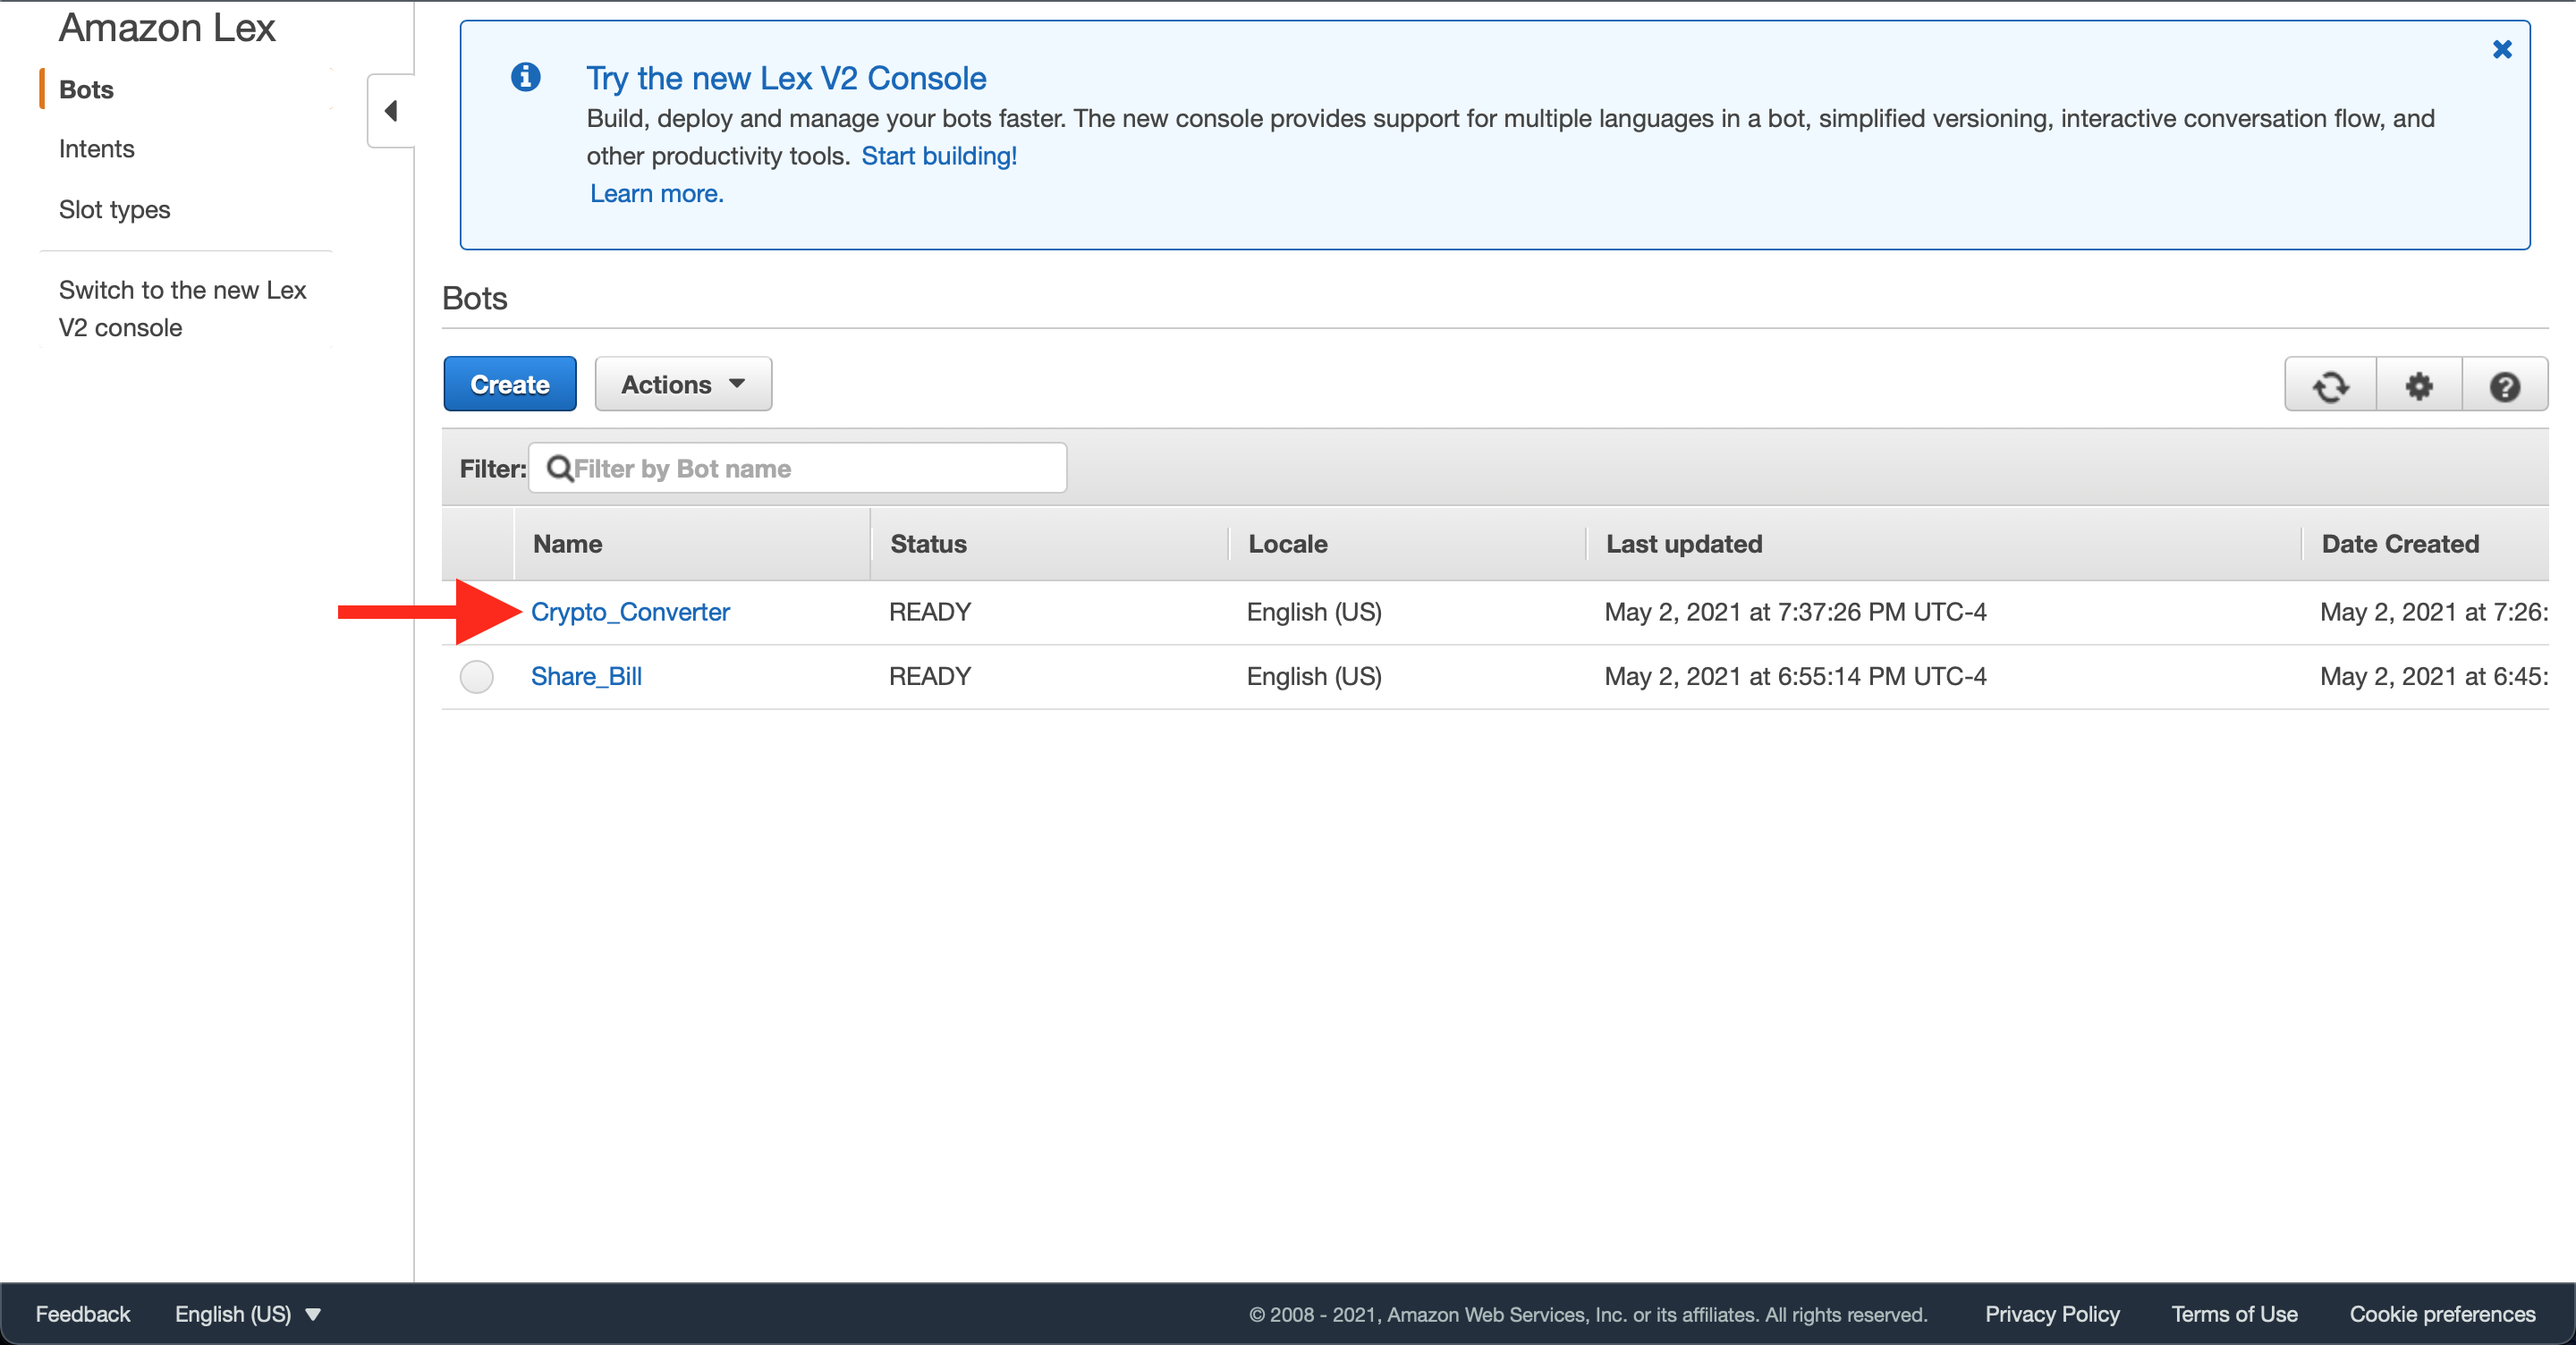 Amazon Lex
Bots
Intents
Slot types
Switch to the new Lex
V2 console
Try the new Lex V2 Console
Build, deploy and manage your bots faster. The new console provides support for multiple languages in a bot, simplified versioning, interactive conversation flow, and
other productivity tools. Start building!
Learn more.
Bots
Create Actions
Filter: Filter by Bot name
Name Status Locale Last updated Date Created
Crypto_Converter READY English (US) May 2, 2021 at 7:37:26 PM UTC-4 May 2, 2021 at 7:26:
Share_Bill READY English (US) May 2, 2021 at 6:55:14 PM UTC-4 May 2, 2021 at 6:45:
Feedback English (US) © 2008 - 2021, Amazon Web Services, Inc. or its affiliates. All rights reserved. Privacy Policy Terms of Use Cookie preferences